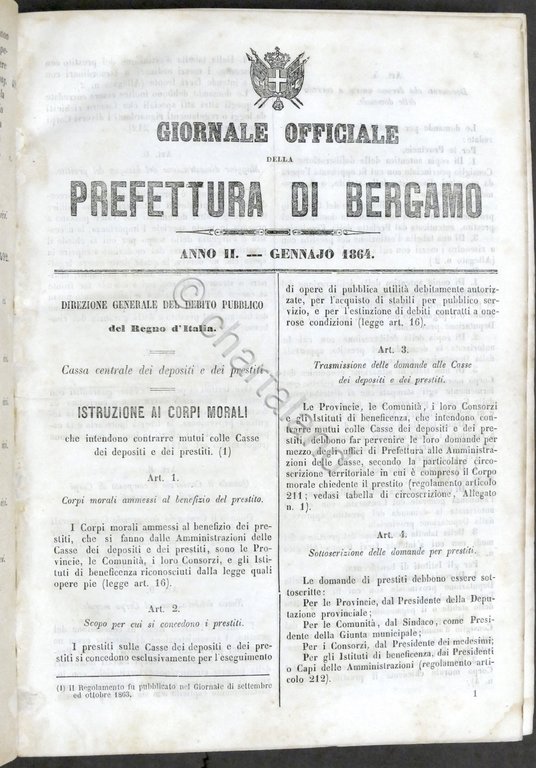 GIORNALE OFFICIALE
DELLA
PREFETTURA DI BERGAMO
ANNO II. — GENNAJO 1864.
DIREZIONE GENERALE DEL DEBITO PUBBLICO
del Regno d'Italia.
Cassa centrale dei depositi e dei prestiti
ISTRUZIONE AI CORPI MORALI
che intendono contrarre mutui colle Casse
dei depositi e dei prestiti. (1)
Art. 1.
Corpi morali ammessi al benefizio del prestito.
I Corpi morali ammessi al benefizio dei pre-
stiti, che si fanno dalle Amministrazioni delle
Casse dei depositi e dei prestiti, sono le Pro-
vincie, le Comunità, i loro Consorzi, e gli Isti-
tuti di beneficenza riconosciuti dalla legge quali
opere pie (legge art. 16).
Art. 2.
Scopo per cui si concedono i prestiti.
I prestiti sulle Casse dei depositi e dei pre-
stiti si concedono esclusivamente per l'eseguimento
(1) Il Regolamento fu pubblicato nel Giornale di settembre
ed ottobre 1863.
di opere di pubblica utilità debitamente autoriz-
zate, per l'acquisto di stabili per pubblico ser-
vizio, e per l'estinzione di debiti contratti a one-
rose condizioni (legge art. 16).
Art. 3.
Trasmissione delle domande alle Casse
dei depositi e dei prestiti.
Le Provincie, le Comunità, i loro Consorzi
e gli Istituti di beneficenza, che intendono con-
trarre mutui colle Casse dei depositi e dei pre-
stiti debbono far pervenire le loro domande per
mezzo degli uffici di Prefettura alle Amministra-
zioni delle Casse, secondo la particolare circo-
scrizione territoriale in cui è compreso il Corpo
morale chiedente il prestito (regolamento articolo
211; vedasi tabella di circoscrizione, Allegato
n. 1).
Art. 4.
Sottoscrizione delle domande per prestiti.
Le domande di prestiti debbono essere sot-
toscritte:
Per le Provincie, dal Presidente della Depu-
tazione provinciale;
Per le Comunità, dal Sindaco, come Presi-
dente della Giunta municipale;
Per i Consorzi, dal Presidente dei medesimi;
Per gli Istituti di beneficenza, dai Presidenti
o Capi delle Amministrazioni (regolamento arti-
colo 212).
1